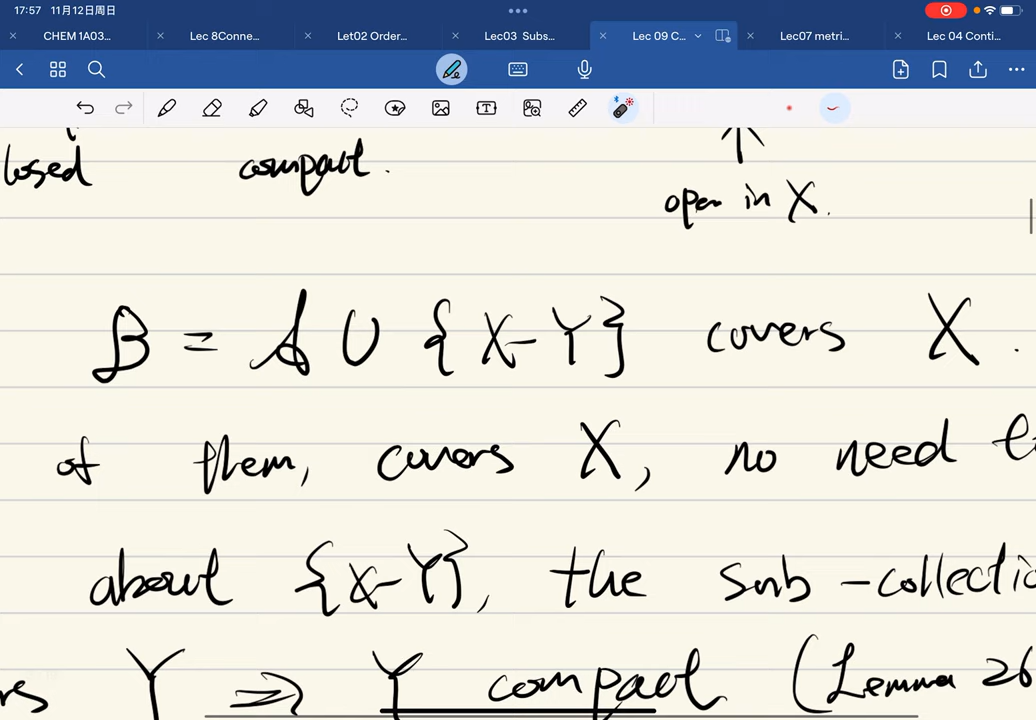 17:57 11月12日周日
CHEM 1A03... Lec 8Conne... Let02 Order... Lec03 Subs... Lec 09 C... Lec07 metri... Lec 04 Conti...
losed compact.
open in X.
B = A ∪ {X-Y} covers X.
of them, covers X, no need
about {X-Y}, the sub-collectio
rs Y ⇒ Y compact (Lemma 26